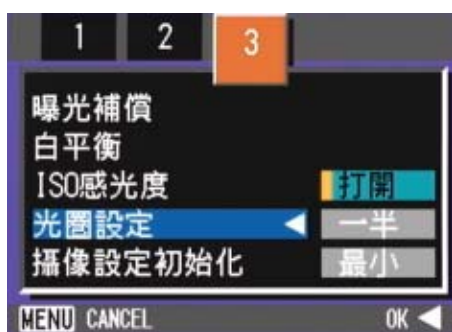 1 2 3
曝光補償
白平衡
ISO感光度 打開
光圈設定 一半
攝像設定初始化 最小
MENU CANCEL OK